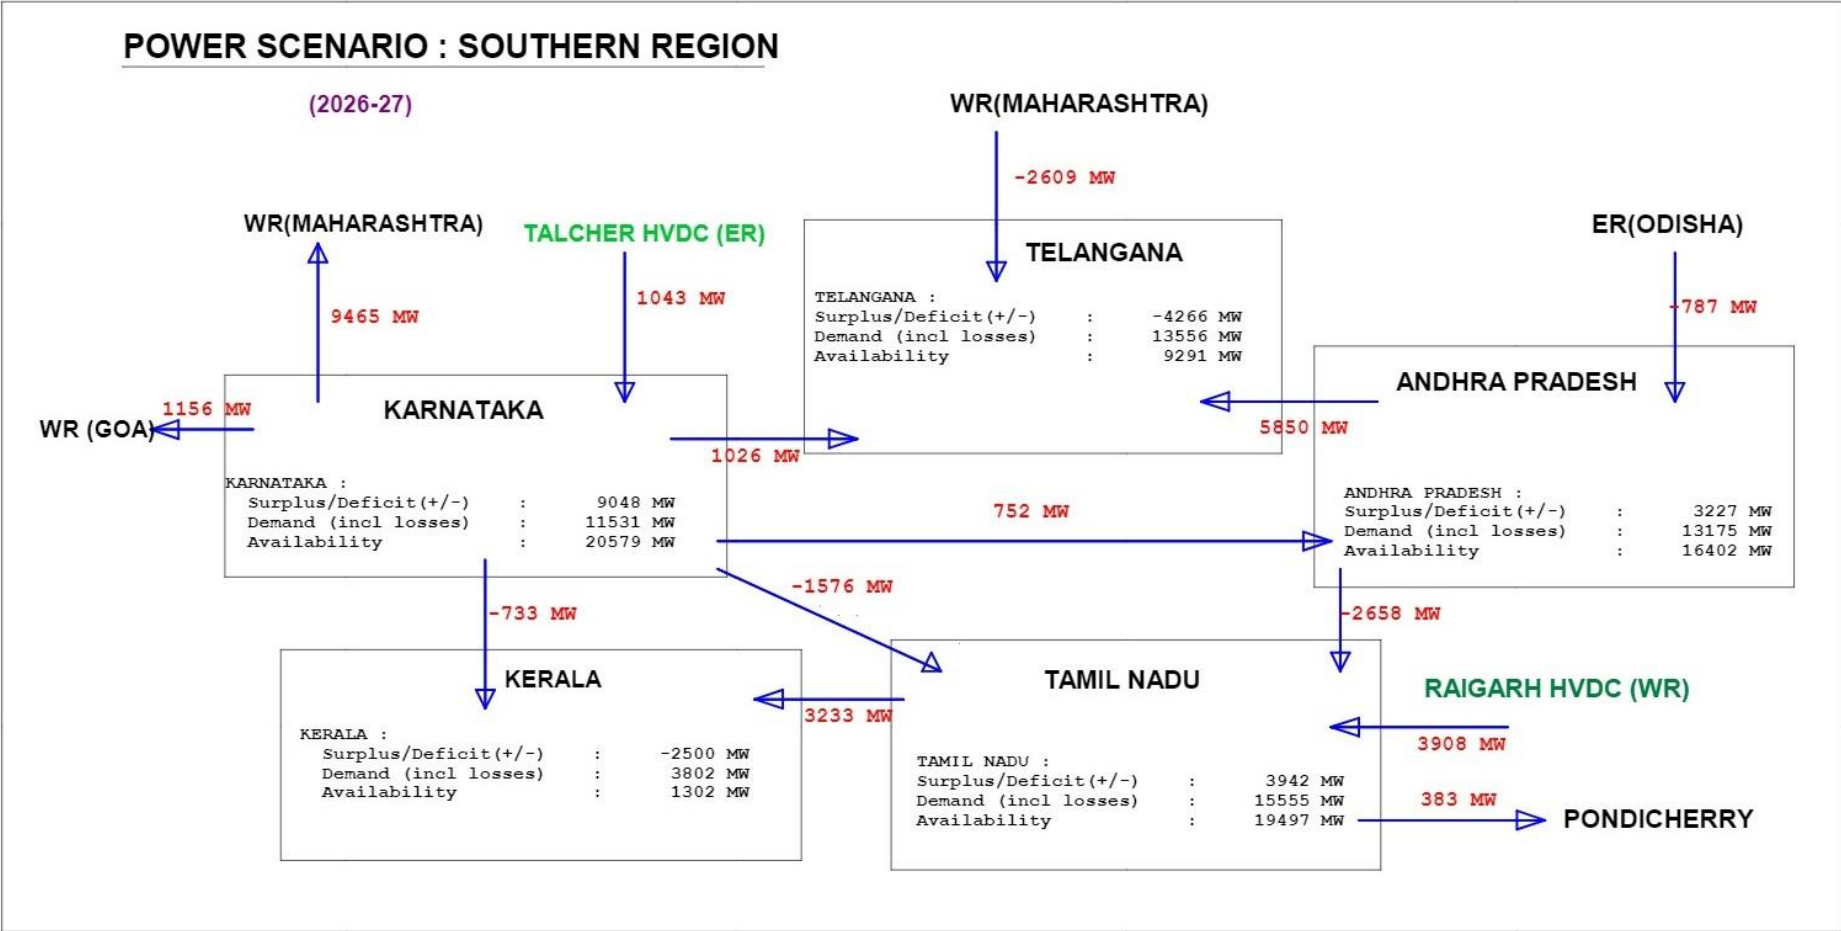 POWER SCENARIO : SOUTHERN REGION
(2026-27)
WR(MAHARASHTRA)
-2609 MW
WR(MAHARASHTRA)
TALCHER HVDC (ER)
ER(ODISHA)
9465 MW
1043 MW
-787 MW
TELANGANA
TELANGANA :
Surplus/Deficit(+/-) : -4266 MW
Demand (incl losses) : 13556 MW
Availability : 9291 MW
WR (GOA)
1156 MW
KARNATAKA
1026 MW
5850 MW
ANDHRA PRADESH
KARNATAKA :
Surplus/Deficit(+/-) : 9048 MW
Demand (incl losses) : 11531 MW
Availability : 20579 MW
752 MW
ANDHRA PRADESH :
Surplus/Deficit(+/-) : 3227 MW
Demand (incl losses) : 13175 MW
Availability : 16402 MW
-733 MW
-1576 MW
-2658 MW
KERALA
3233 MW
KERALA :
Surplus/Deficit(+/-) : -2500 MW
Demand (incl losses) : 3802 MW
Availability : 1302 MW
TAMIL NADU
RAIGARH HVDC (WR)
3908 MW
TAMIL NADU :
Surplus/Deficit(+/-) : 3942 MW
Demand (incl losses) : 15555 MW
Availability : 19497 MW
383 MW
PONDICHERRY